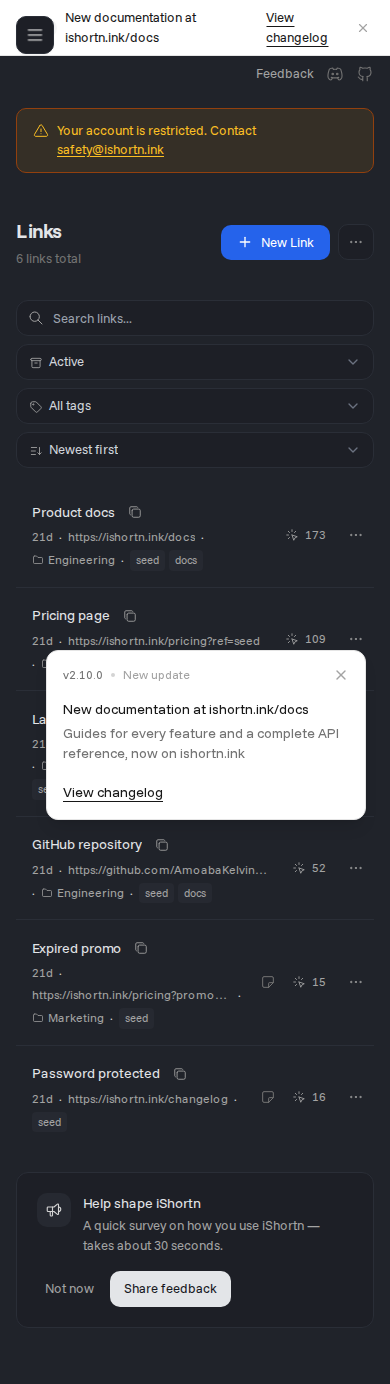 New documentation at
ishortn.ink/docs
View
changelog
Feedback
Your account is restricted. Contact
safety@ishortn.ink
Links
6 links total
New Link
Search links...
Active
All tags
Newest first
Product docs
21d · https://ishortn.ink/docs ·
173
Engineering · seed docs
Pricing page
21d · https://ishortn.ink/pricing?ref=seed
109
v2.10.0 • New update
New documentation at ishortn.ink/docs
Guides for every feature and a complete API
reference, now on ishortn.ink
View changelog
GitHub repository
21d · https://github.com/AmoabaKelvin...
52
· Engineering · seed docs
Expired promo
21d ·
https://ishortn.ink/pricing?promo... ·
15
Marketing · seed
Password protected
21d · https://ishortn.ink/changelog ·
16
seed
Help shape iShortn
A quick survey on how you use iShortn —
takes about 30 seconds.
Not now
Share feedback